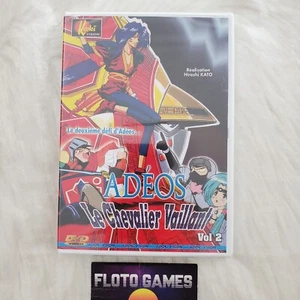 Réalisation
Hiroshi KATO
Le deuxième défi d'Adéos
ADÉOS
Le Chevalier Vaillant
Vol 2
FLOTO GAMES